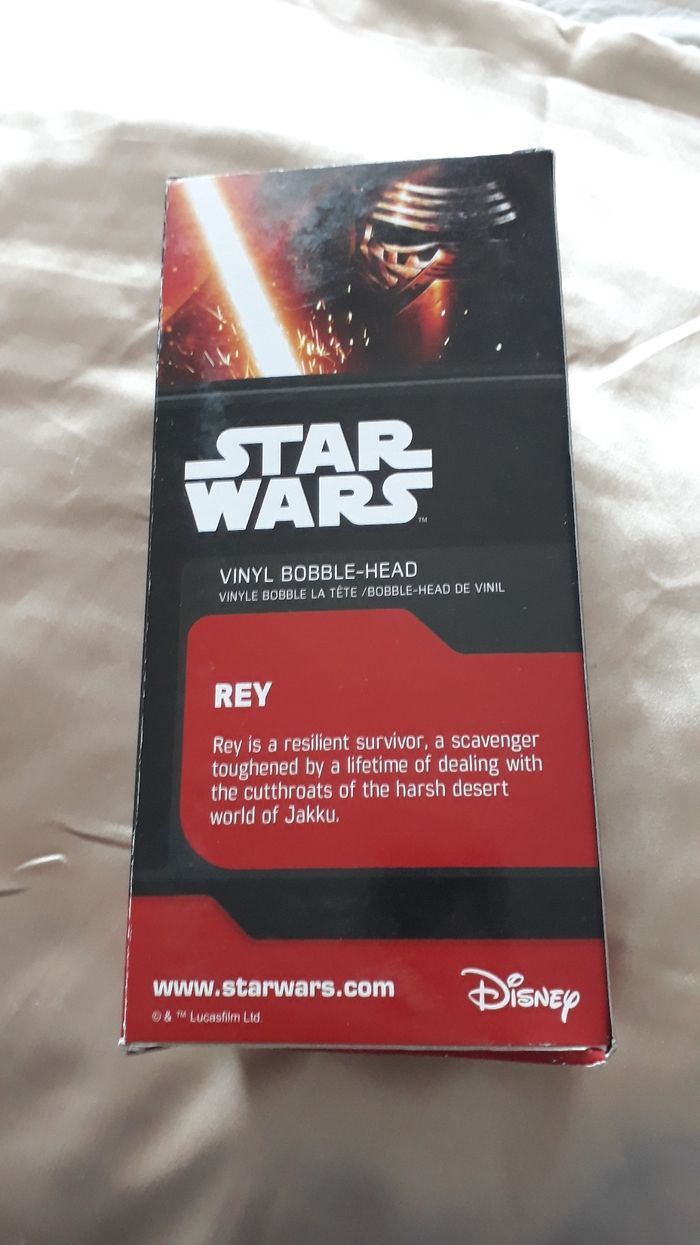 STAR
WARS
TM
VINYL BOBBLE-HEAD
VINYLE BOBBLE LA TÊTE /BOBBLE-HEAD DE VINIL
REY
Rey is a resilient survivor, a scavenger
toughened by a lifetime of dealing with
the cutthroats of the harsh desert
world of Jakku.
www.starwars.com
DISNEY
© & ™ Lucasfilm Ltd.